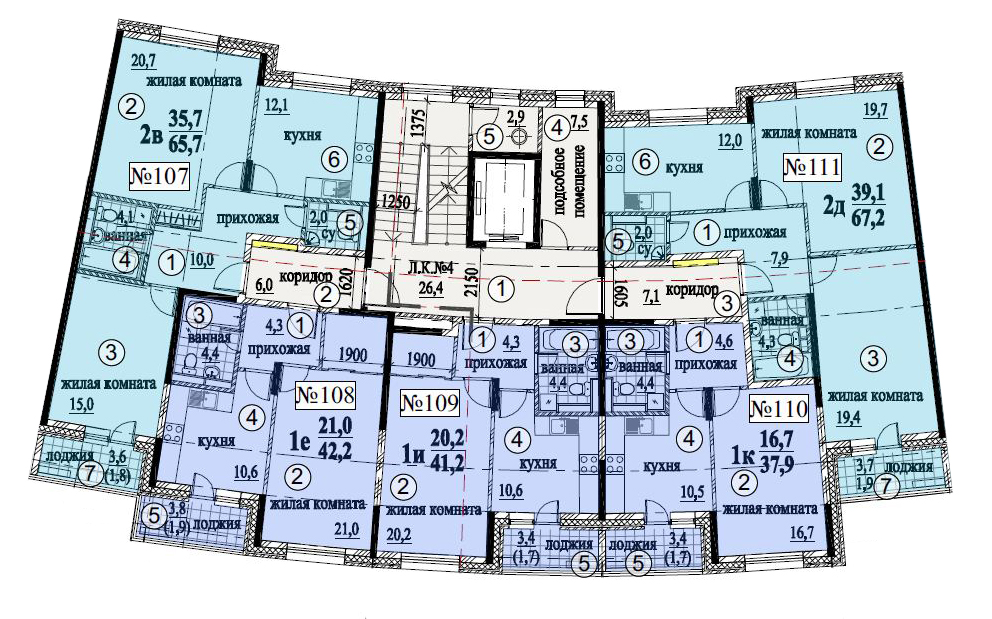 20,7
жилая комната
2
35,7
2в 65,7
№107
12,1
кухня
6
4,1
ванная
4
прихожая
1
10,0
2,0
су
5
3
жилая комната
15,0
лоджия
3,6
(1,8)
7
6,0
коридор
2
1620
1375
1250
2,9
5
4
7,5
подсобное
помещение
Л.К.№4
26,4
2150
1
12,0
кухня
6
2,0
су
5
19,7
жилая комната
2
№111
39,1
2д 67,2
1
прихожая
7,9
1605
7,1
коридор
3
ванная
4,3
4
3
жилая комната
19,4
3,7
1,9
лоджия
7
3
ванная
4,4
4,3
1
прихожая
1900
№108
21,0
1е 42,2
4
кухня
10,6
2
жилая комната
21,0
5
3,8
(1,9)
лоджия
1900
1
4,3
прихожая
3
ванная
4,4
№109
20,2
1и 41,2
4
кухня
10,6
2
жилая комната
20,2
3,4
(1,7)
лоджия
5
3
ванная
4,4
1
4,6
прихожая
№110
16,7
1к 37,9
4
кухня
10,5
2
жилая комната
16,7
лоджия
3,4
(1,7)
5